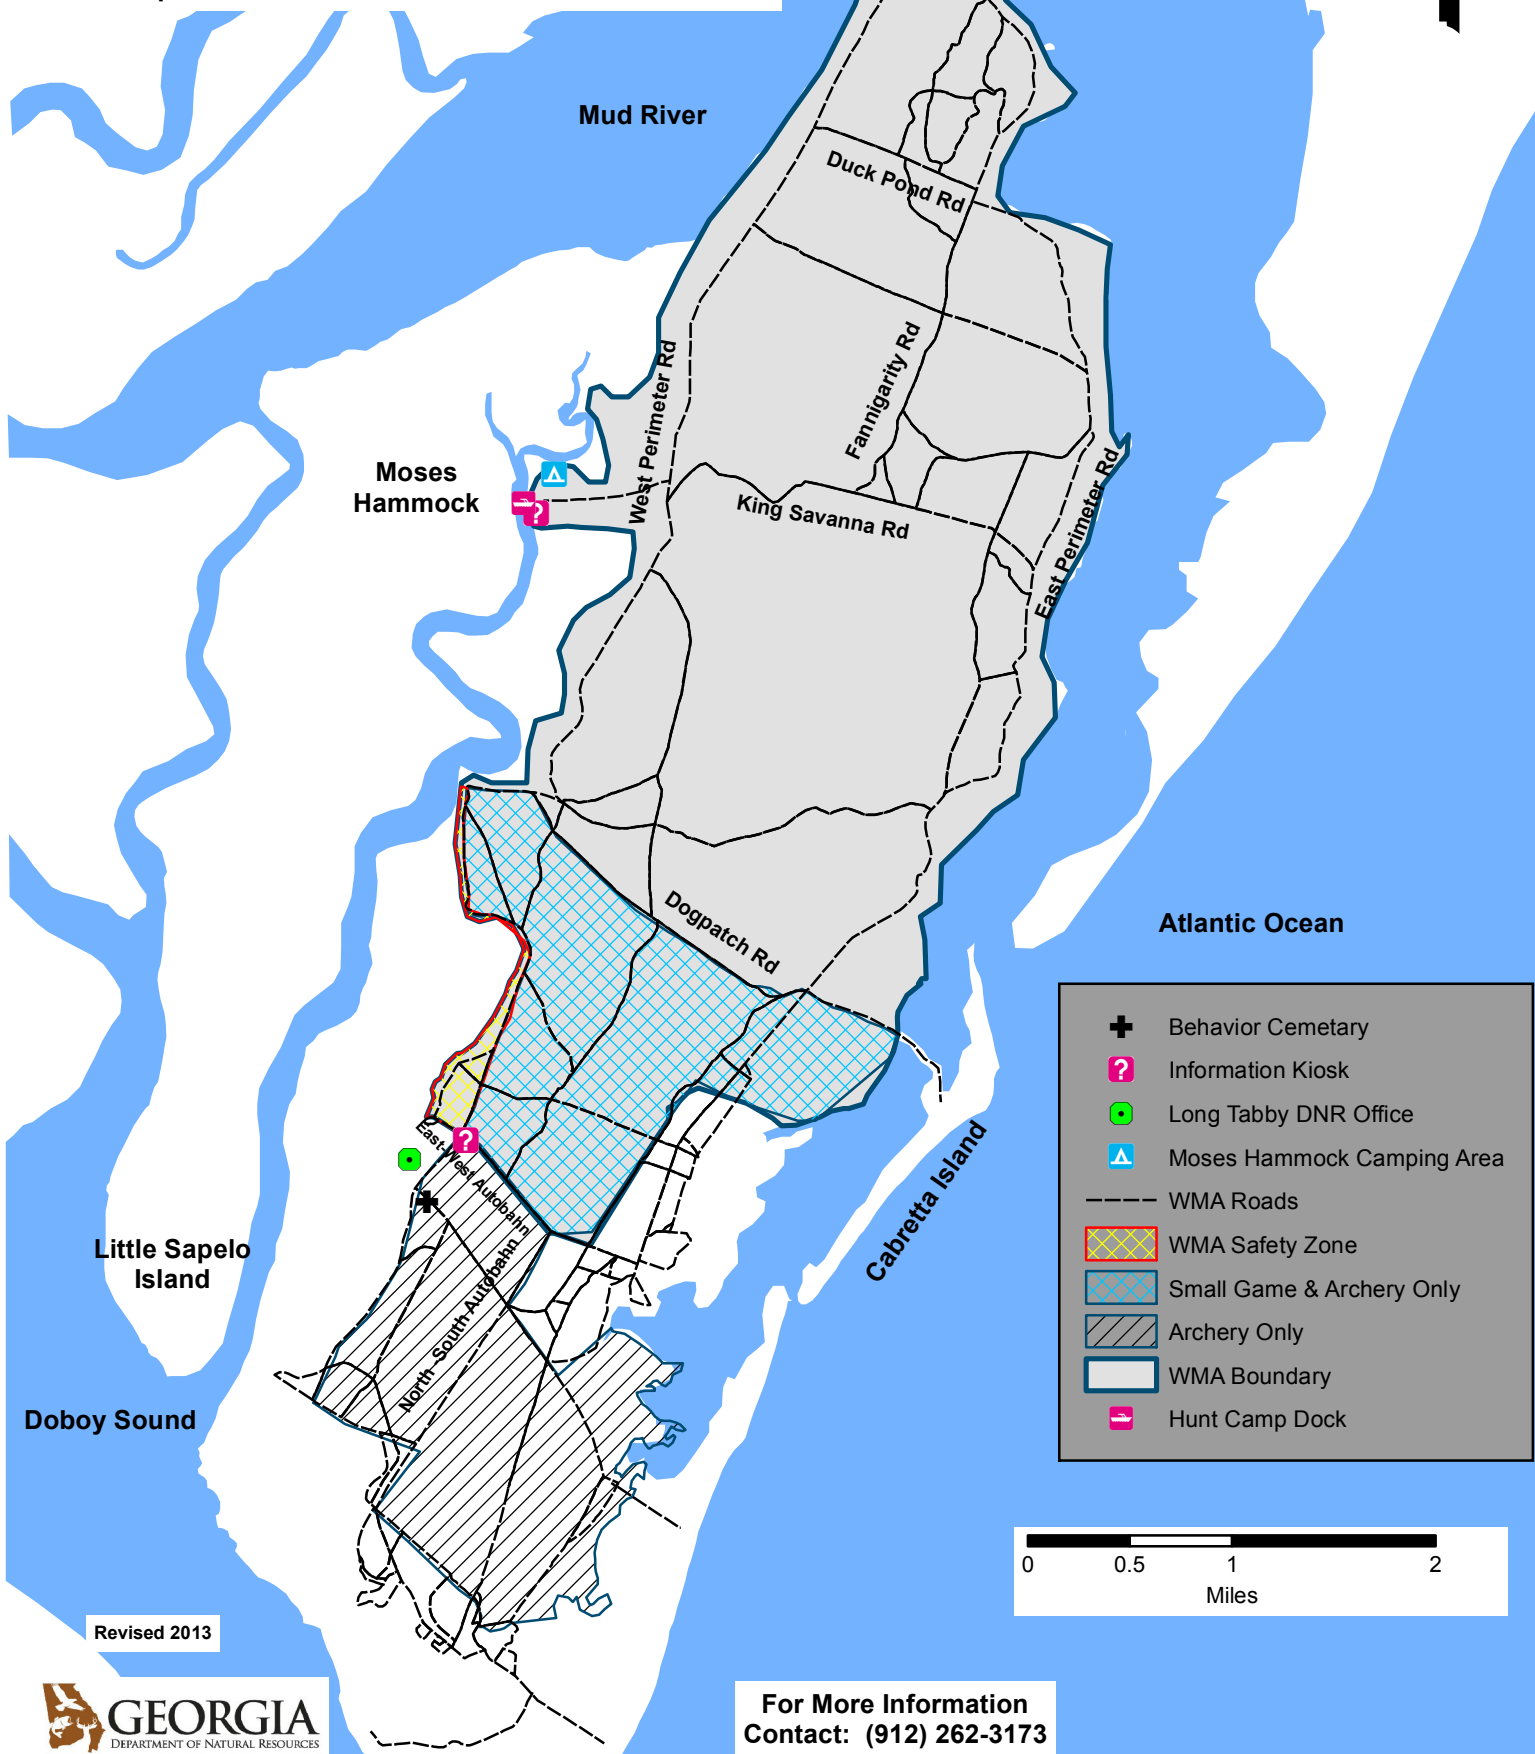 Mud River
Duck Pond Rd
Fannigarity Rd
West Perimeter Rd
Moses
Hammock
King Savanna Rd
East Perimeter Rd
Dogpatch Rd
Atlantic Ocean
Behavior Cemetary
Information Kiosk
Long Tabby DNR Office
Moses Hammock Camping Area
WMA Roads
WMA Safety Zone
Small Game & Archery Only
Archery Only
WMA Boundary
Hunt Camp Dock
East-West Autobahn
Cabretta Island
Little Sapelo
Island
North-South Autobahn
Doboy Sound
0 0.5 1 2
Miles
Revised 2013
GEORGIA
DEPARTMENT OF NATURAL RESOURCES
For More Information
Contact: (912) 262-3173